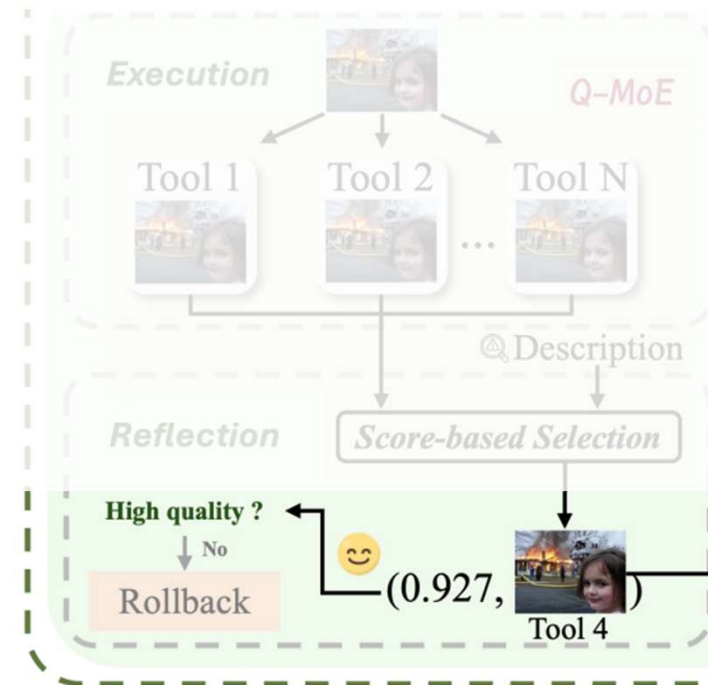 Execution
Q-MoE
Tool 1 Tool 2 Tool N
...
Description
Reflection
Score-based Selection
High quality ?
No
Rollback
(0.927, )
Tool 4